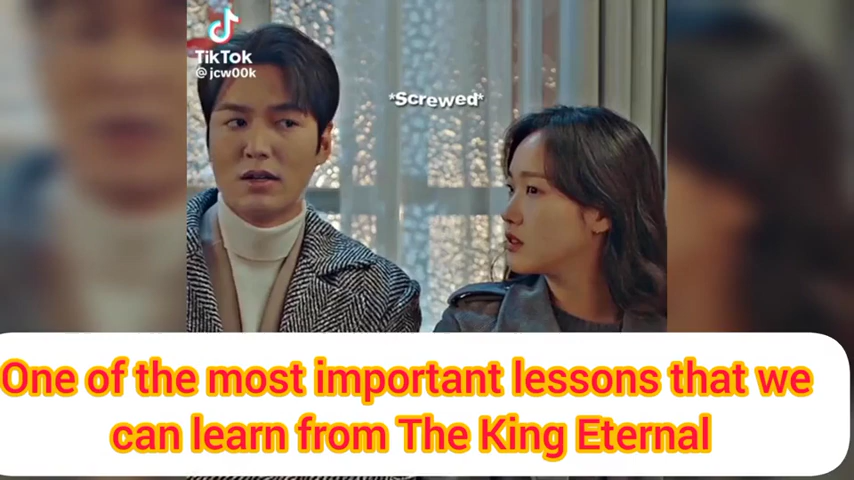 TikTok
@jcw00k
*Screwed*
One of the most important lessons that we
can learn from The King Eternal